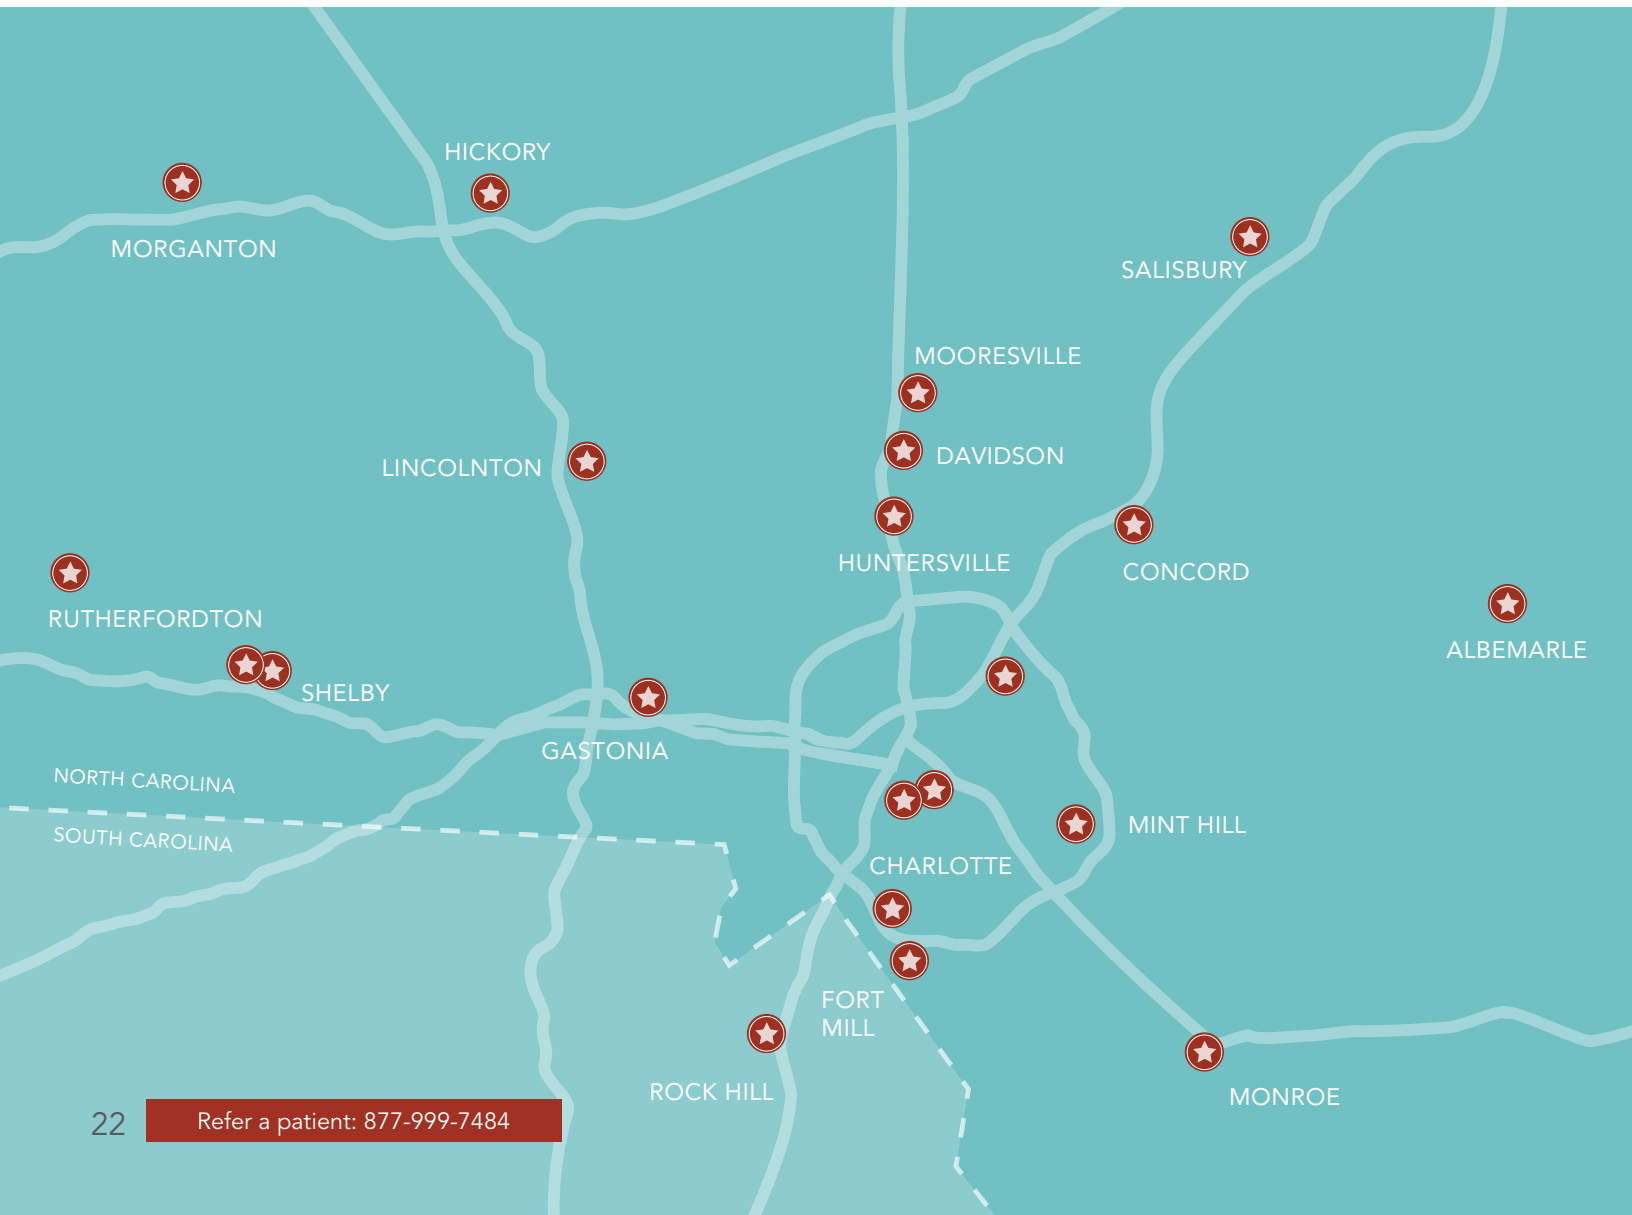 HICKORY
MORGANTON
SALISBURY
MOORESVILLE
DAVIDSON
LINCOLNTON
HUNTERSVILLE
CONCORD
RUTHERFORDTON
ALBEMARLE
SHELBY
GASTONIA
NORTH CAROLINA
SOUTH CAROLINA
MINT HILL
CHARLOTTE
FORT
MILL
ROCK HILL
MONROE
22
Refer a patient: 877-999-7484